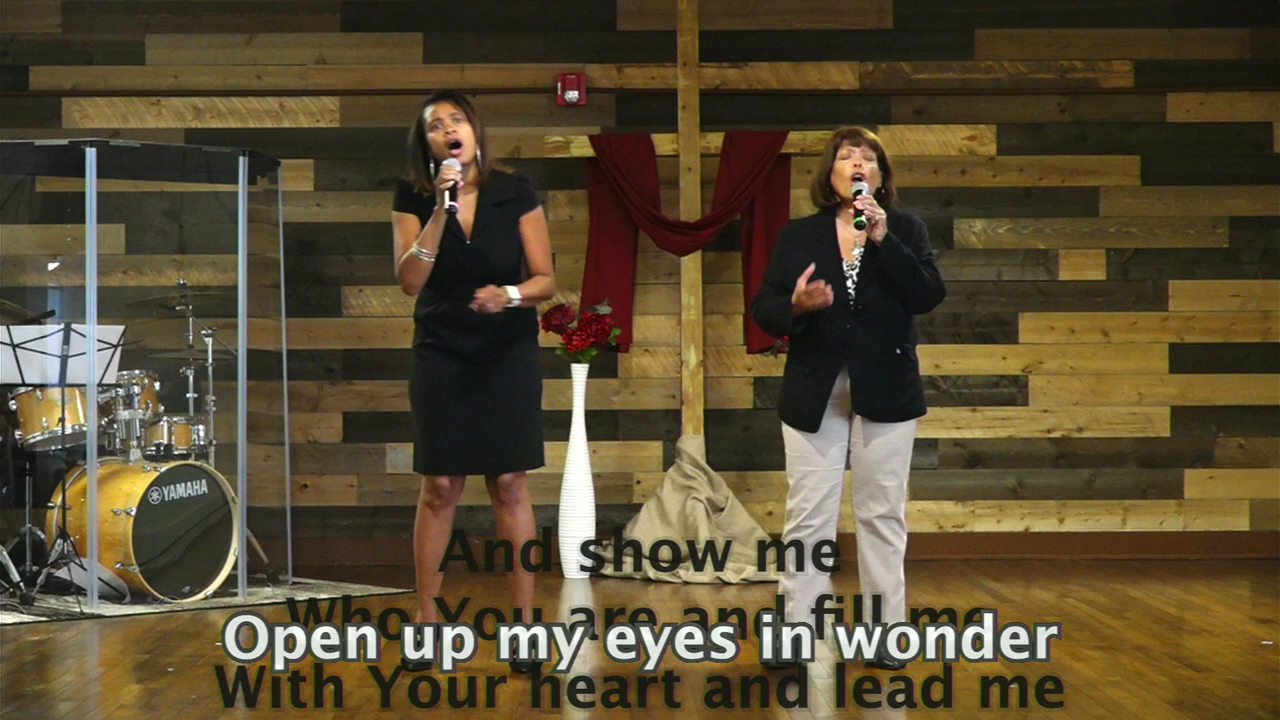 YAMAHA
And show me
Who You are and fill me
Open up my eyes in wonder
With Your heart and lead me